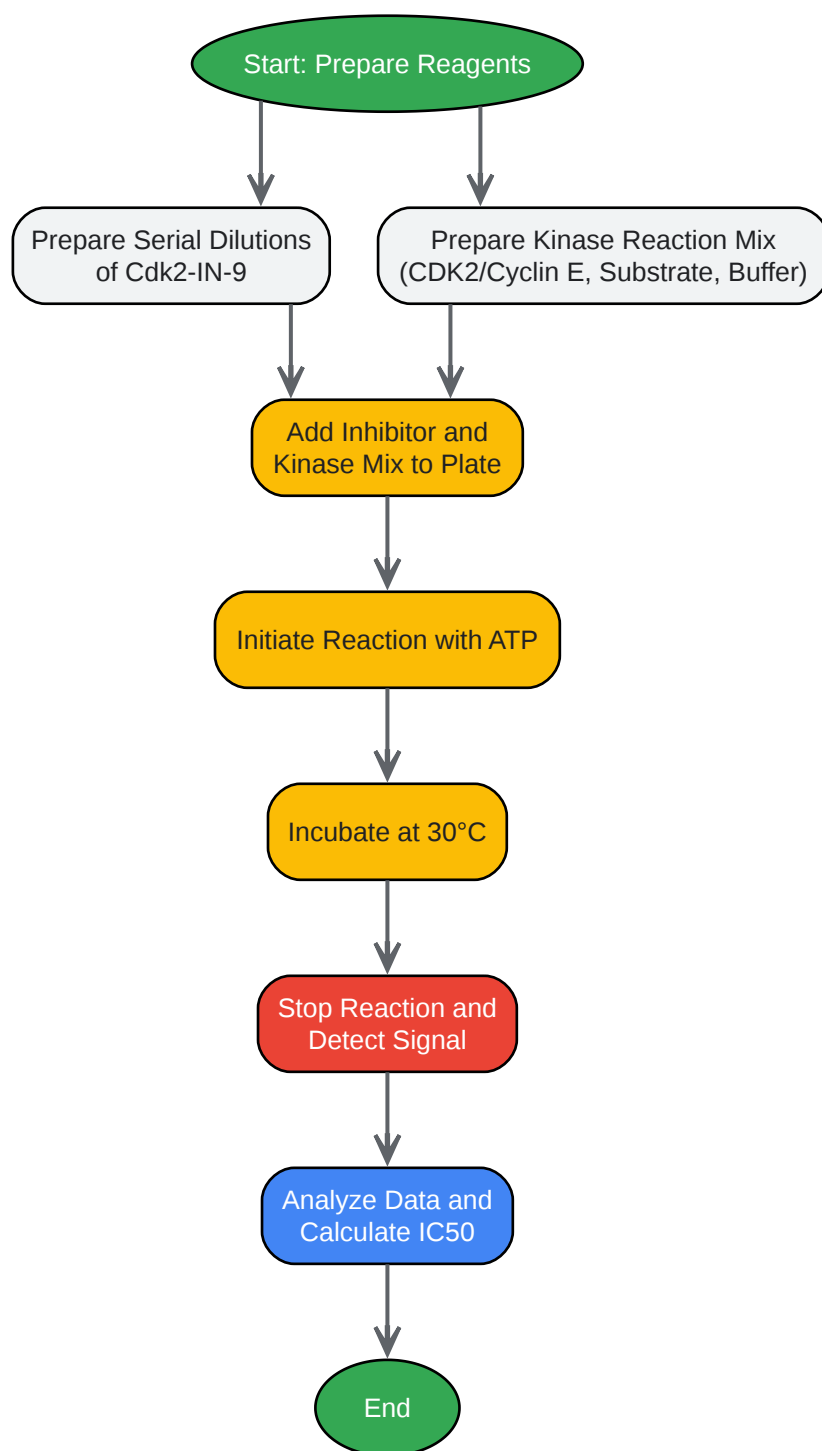 Start: Prepare Reagents
Prepare Serial Dilutions
of Cdk2-IN-9
Prepare Kinase Reaction Mix
(CDK2/Cyclin E, Substrate, Buffer)
Add Inhibitor and
Kinase Mix to Plate
Initiate Reaction with ATP
Incubate at 30°C
Stop Reaction and
Detect Signal
Analyze Data and
Calculate IC50
End